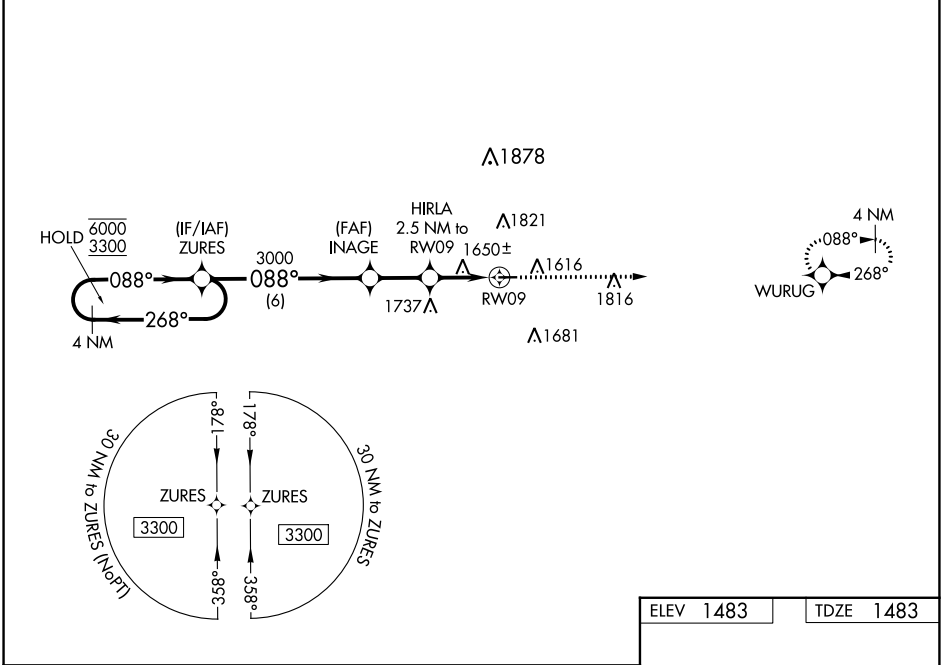 1878
HIRLA
2.5 NM to
RW09
1821
(FAF)
INAGE
(IF/IAF)
ZURES
HOLD 6000
3300
4 NM
088°
268°
WURUG
1650±
3000
088°
(6)
088°
268°
4 NM
1616
RW09
1816
1737
1681
30 NM to ZURES (NoPT)
178°
ZURES
3300
358°
178°
ZURES
3300
358°
30 NM to ZURES
ELEV 1483
TDZE 1483